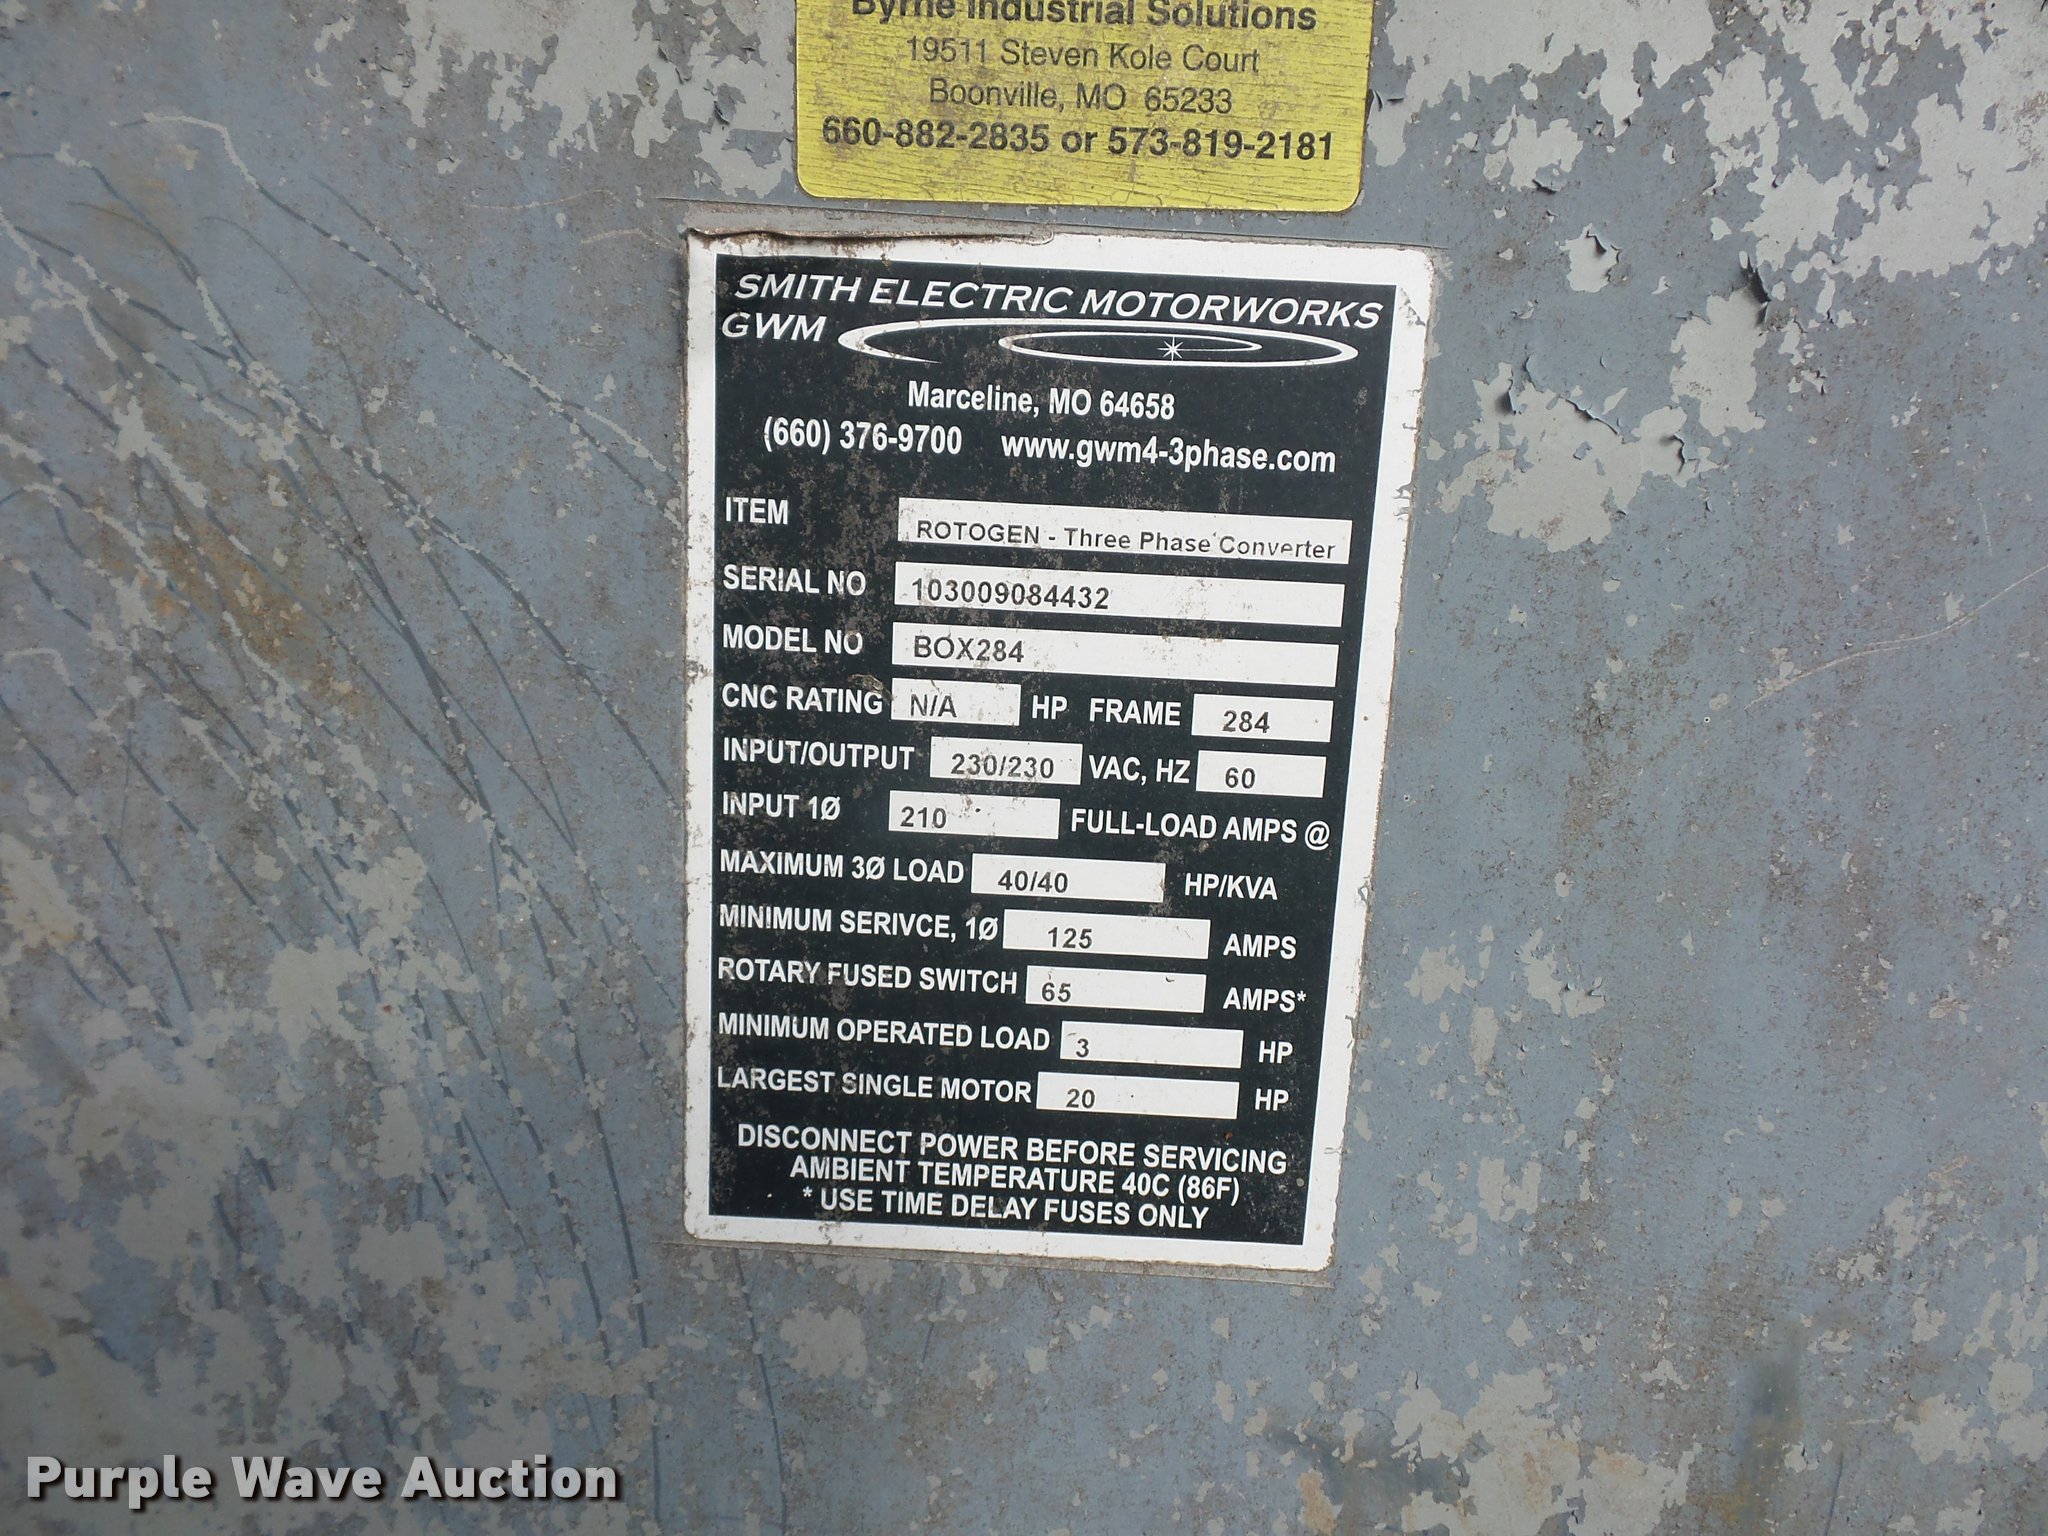 Byrne Industrial Solutions
19511 Steven Kole Court
Boonville, MO 65233
660-882-2835 or 573-819-2181
SMITH ELECTRIC MOTORWORKS
GWM
Marceline, MO 64658
(660) 376-9700 www.gwm4-3phase.com
ITEM ROTOGEN - Three Phase Converter
SERIAL NO 103009084432
MODEL NO BOX284
CNC RATING N/A HP FRAME 284
INPUT/OUTPUT 230/230 VAC, HZ 60
INPUT 1Ø 210 FULL-LOAD AMPS @
MAXIMUM 3Ø LOAD 40/40 HP/KVA
MINIMUM SERIVCE, 1Ø 125 AMPS
ROTARY FUSED SWITCH 65 AMPS*
MINIMUM OPERATED LOAD 3 HP
LARGEST SINGLE MOTOR 20 HP
DISCONNECT POWER BEFORE SERVICING
AMBIENT TEMPERATURE 40C (86F)
* USE TIME DELAY FUSES ONLY
Purple Wave Auction